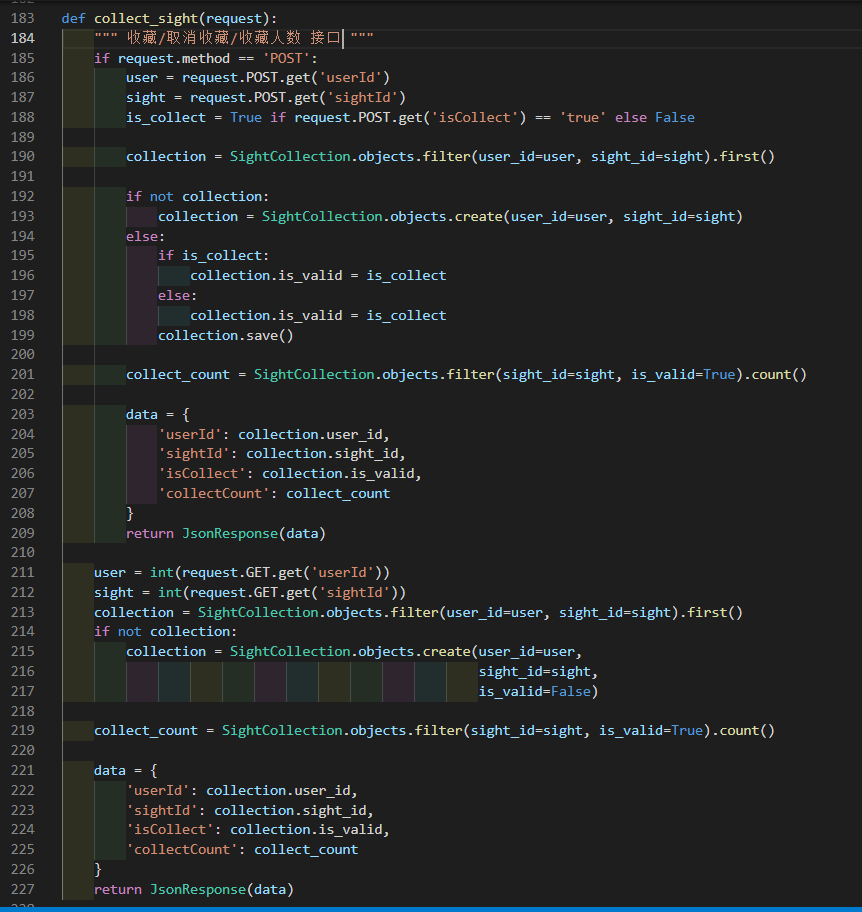 183 def collect_sight(request):
184     """ 收藏/取消收藏/收藏人数 接口 """
185     if request.method == 'POST':
186         user = request.POST.get('userId')
187         sight = request.POST.get('sightId')
188         is_collect = True if request.POST.get('isCollect') == 'true' else False
189
190         collection = SightCollection.objects.filter(user_id=user, sight_id=sight).first()
191
192         if not collection:
193             collection = SightCollection.objects.create(user_id=user, sight_id=sight)
194         else:
195             if is_collect:
196                 collection.is_valid = is_collect
197             else:
198                 collection.is_valid = is_collect
199             collection.save()
200
201         collect_count = SightCollection.objects.filter(sight_id=sight, is_valid=True).count()
202
203         data = {
204             'userId': collection.user_id,
205             'sightId': collection.sight_id,
206             'isCollect': collection.is_valid,
207             'collectCount': collect_count
208         }
209         return JsonResponse(data)
210
211     user = int(request.GET.get('userId'))
212     sight = int(request.GET.get('sightId'))
213     collection = SightCollection.objects.filter(user_id=user, sight_id=sight).first()
214     if not collection:
215         collection = SightCollection.objects.create(user_id=user,
216                                                     sight_id=sight,
217                                                     is_valid=False)
218
219     collect_count = SightCollection.objects.filter(sight_id=sight, is_valid=True).count()
220
221     data = {
222         'userId': collection.user_id,
223         'sightId': collection.sight_id,
224         'isCollect': collection.is_valid,
225         'collectCount': collect_count
226     }
227     return JsonResponse(data)